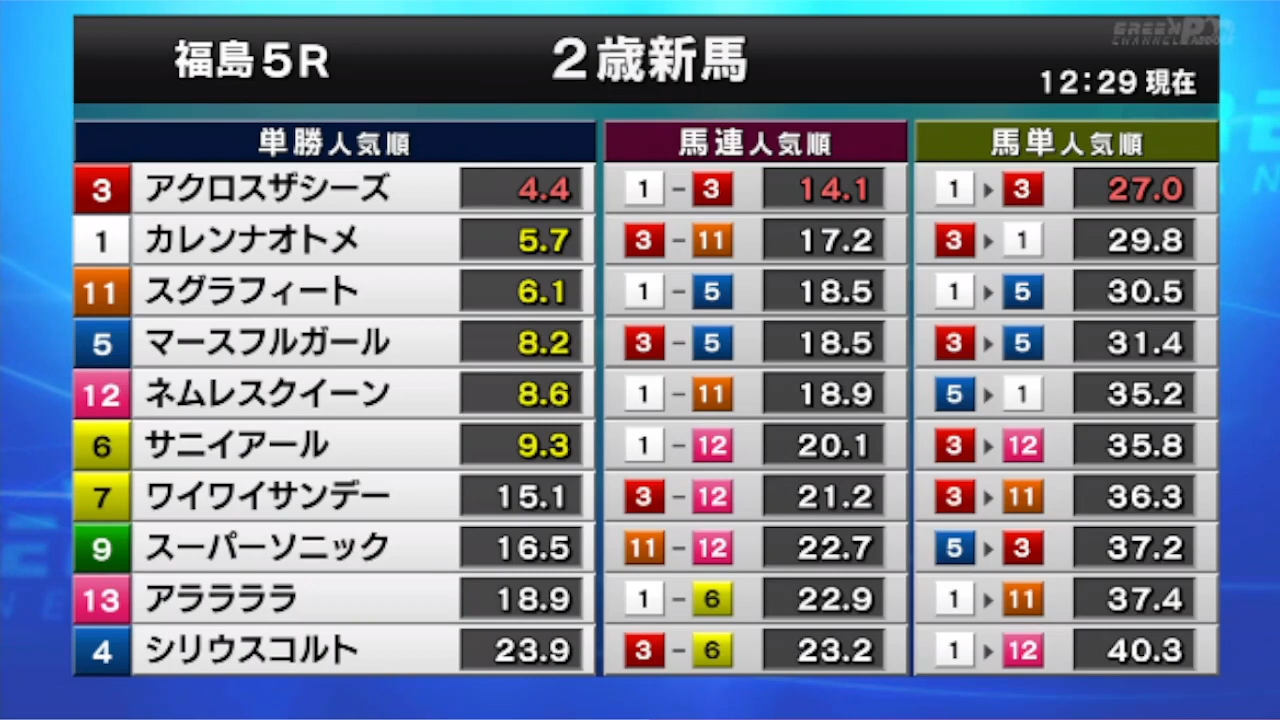 福島5R
2歳新馬
GREEN CHANNEL
12:29現在
単勝人気順 馬連人気順 馬単人気順
3 アクロスザシーズ 4.4 1-3 14.1 1▶3 27.0
1 カレンナオトメ 5.7 3-11 17.2 3▶1 29.8
11 スグラフィート 6.1 1-5 18.5 1▶5 30.5
5 マースフルガール 8.2 3-5 18.5 3▶5 31.4
12 ネムレスクイーン 8.6 1-11 18.9 5▶1 35.2
6 サニイアール 9.3 1-12 20.1 3▶12 35.8
7 ワイワイサンデー 15.1 3-12 21.2 3▶11 36.3
9 スーパーソニック 16.5 11-12 22.7 5▶3 37.2
13 アララララ 18.9 1-6 22.9 1▶11 37.4
4 シリウスコルト 23.9 3-6 23.2 1▶12 40.3